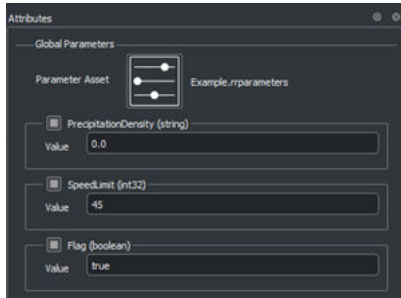 Attributes
Global Parameters
Parameter Asset
Example.rrparameters
PrecipitationDensity (string)
Value
0.0
SpeedLimit (int32)
Value
45
Flag (boolean)
Value
true